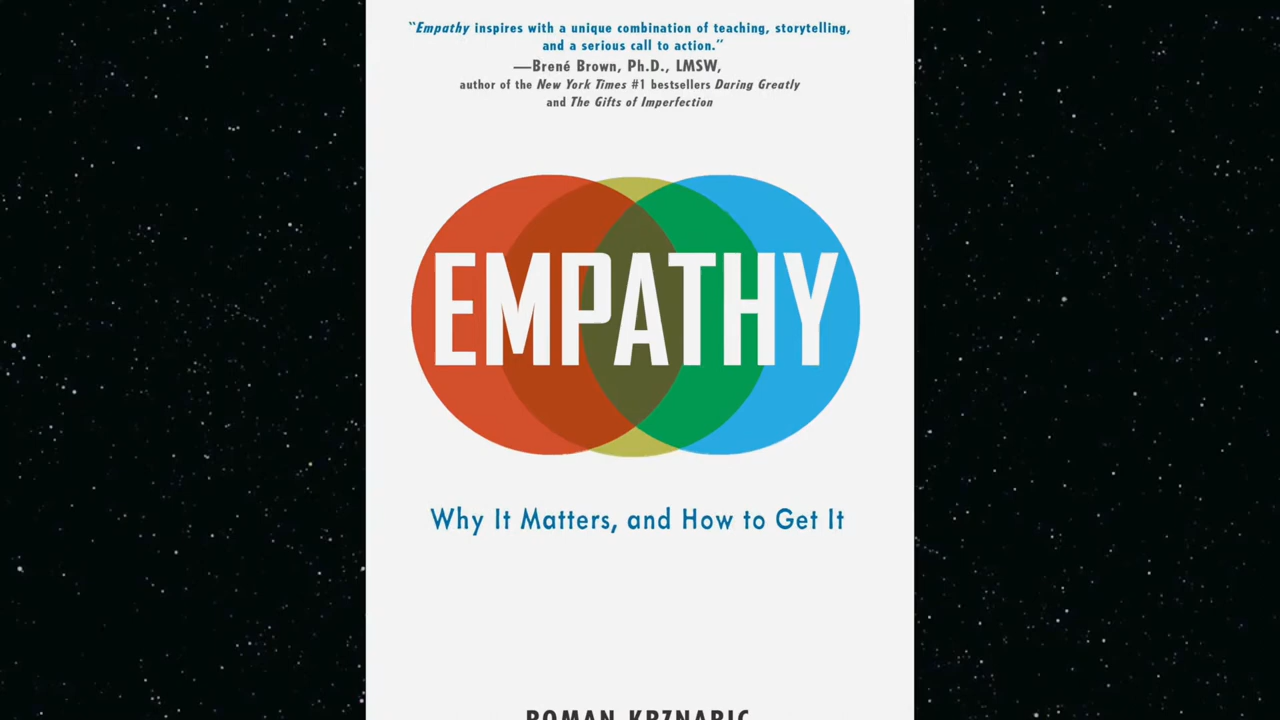 “Empathy inspires with a unique combination of teaching, storytelling,
and a serious call to action.”
—Brené Brown, Ph.D., LMSW,
author of the New York Times #1 bestsellers Daring Greatly
and The Gifts of Imperfection
EMPATHY
Why It Matters, and How to Get It
ROMAN KRZNARIC